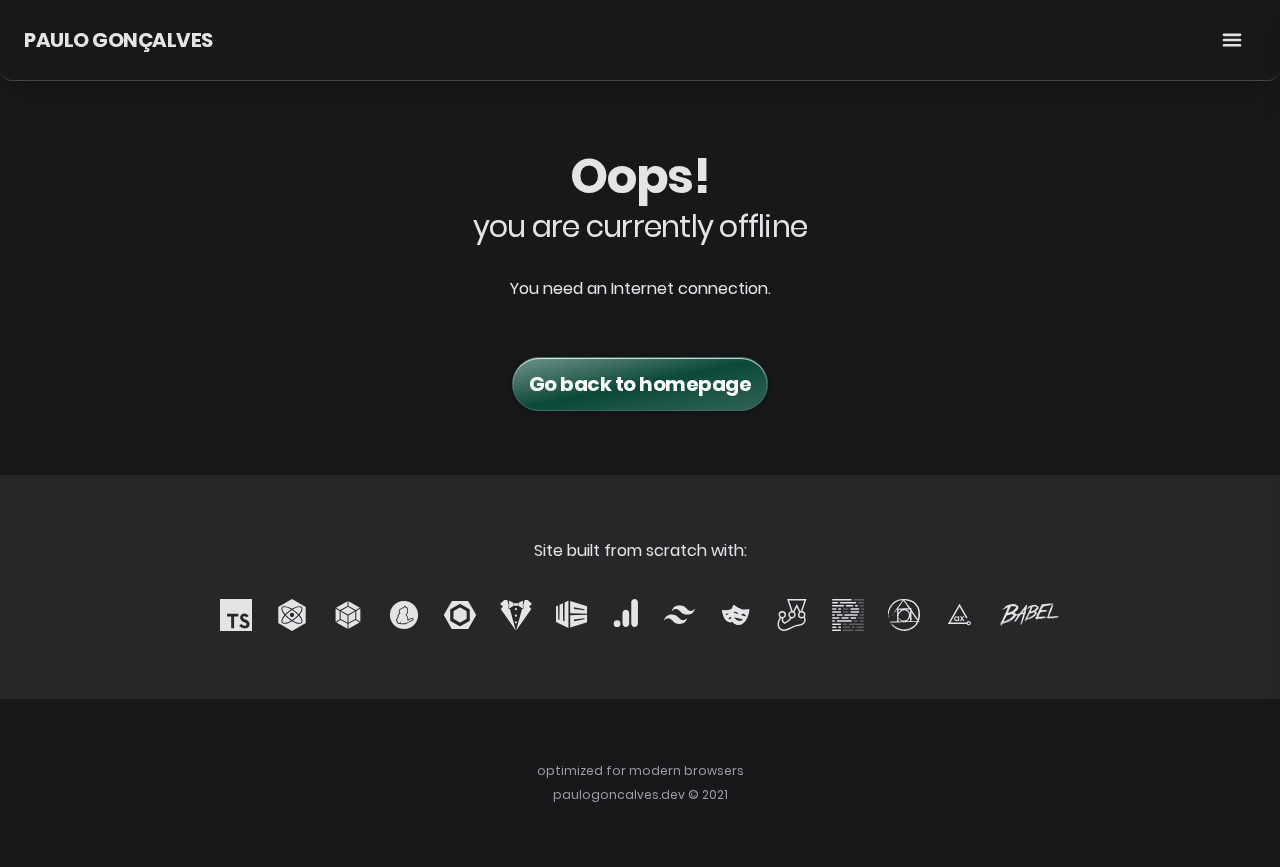 PAULO GONÇALVES
Oops!
you are currently offline
You need an Internet connection.
Go back to homepage
Site built from scratch with:
TS
ax
BABEL
optimized for modern browsers
paulogoncalves.dev © 2021